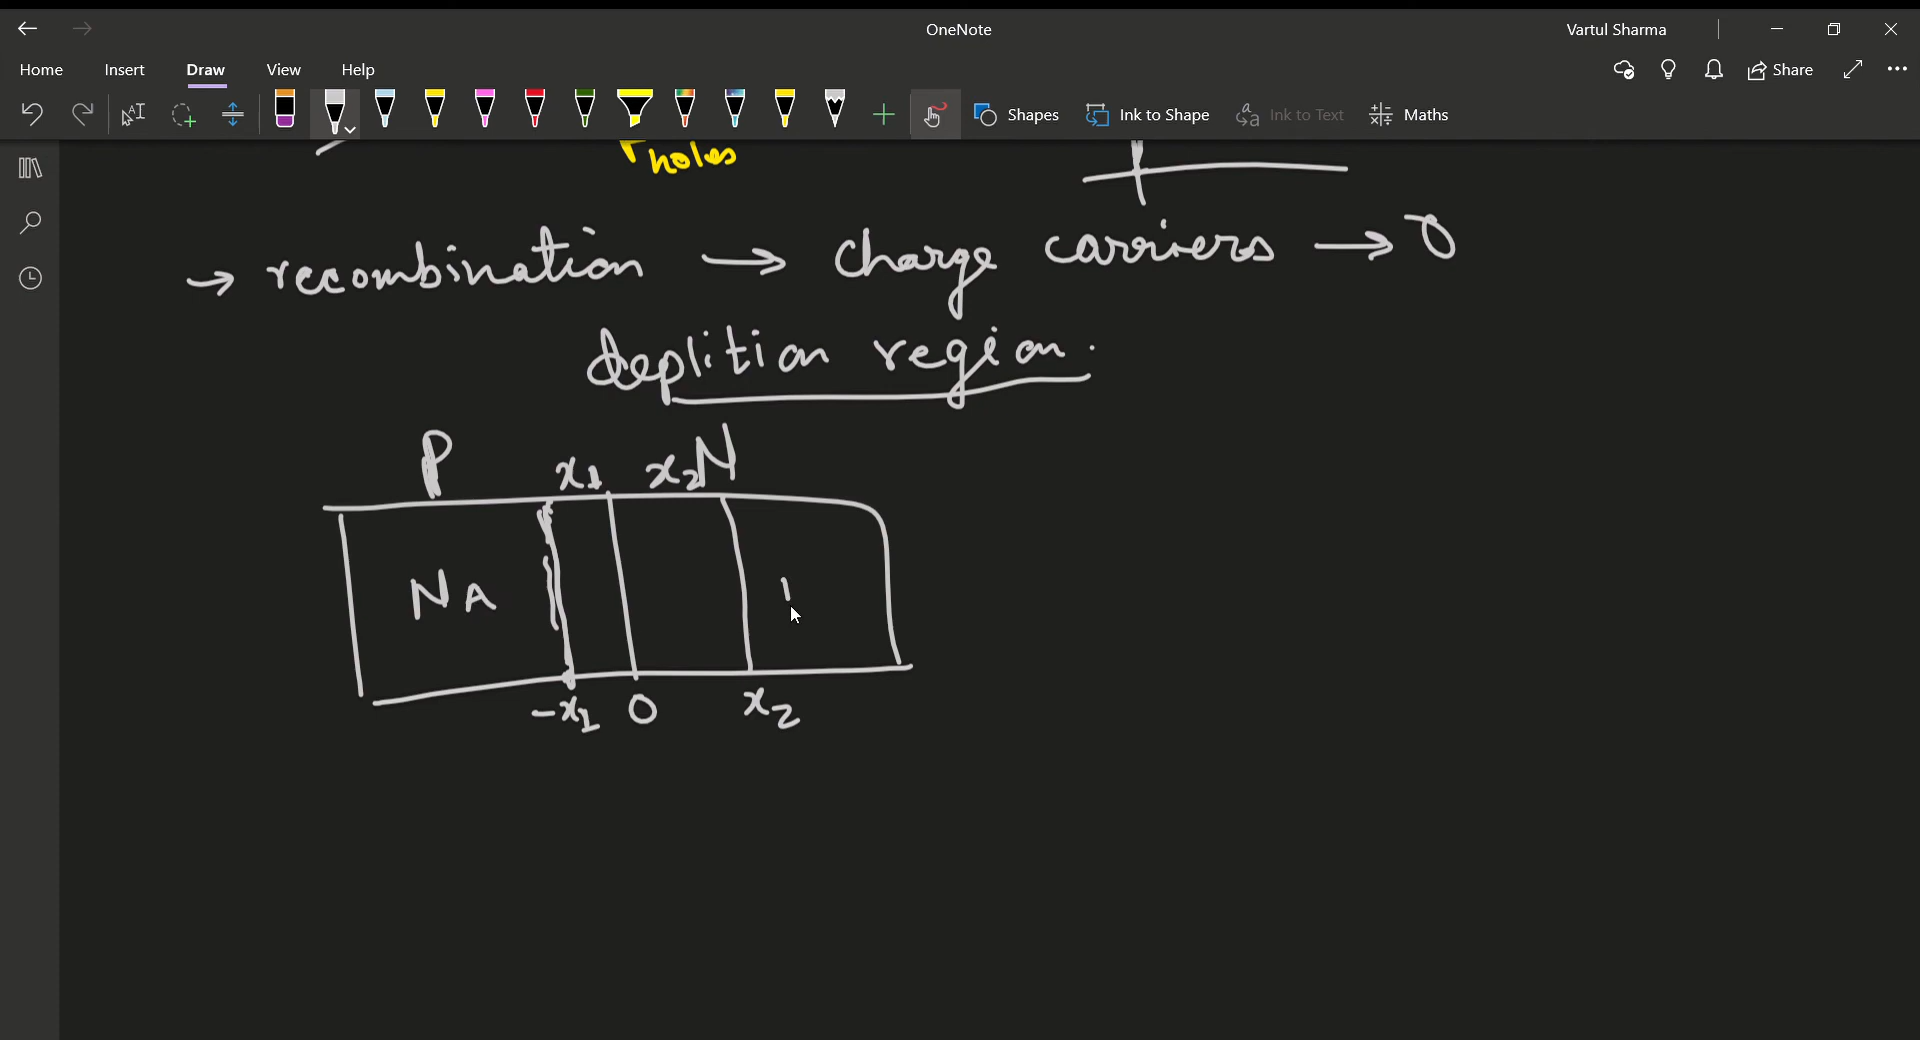 OneNote
Vartul Sharma
Home Insert Draw View Help
Share
Shapes Ink to Shape Ink to Text Maths
holes
→ recombination → charge carriers → 0
deplition region.
P x1 x2 N
NA
-x1 0 x2